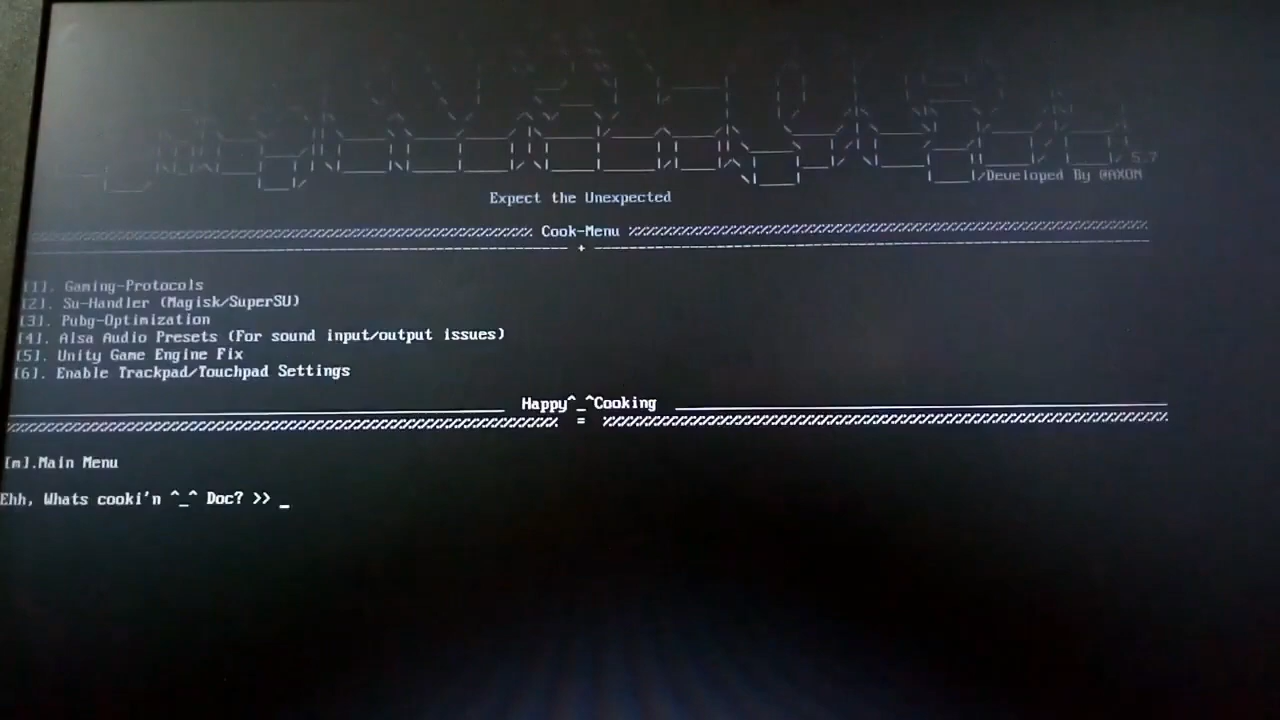 5.7
Developed By @AXON
Expect the Unexpected
Cook-Menu
+
[1]. Gaming-Protocols
[2]. Su-Handler (Magisk/SuperSU)
[3]. Pubg-Optimization
[4]. Alsa Audio Presets (For sound input/output issues)
[5]. Unity Game Engine Fix
[6]. Enable Trackpad/Touchpad Settings
Happy^_^Cooking
=
[m].Main Menu
Ehh, Whats cooki'n ^_^ Doc? >> _